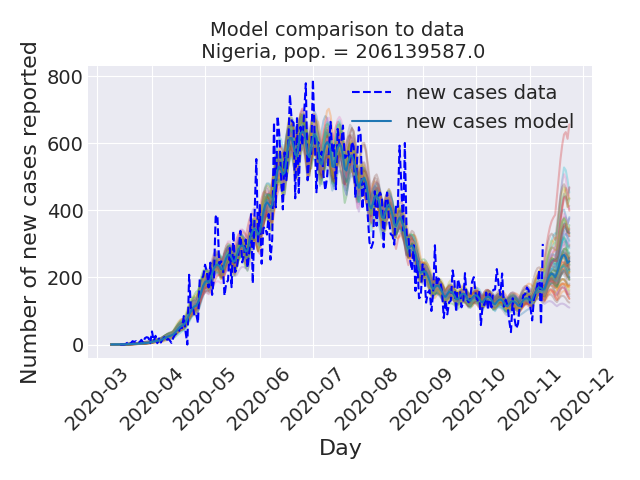 Model comparison to data
Nigeria, pop. = 206139587.0
Number of new cases reported
800
600
400
200
0
new cases data
new cases model
2020-03
2020-04
2020-05
2020-06
2020-07
2020-08
2020-09
2020-10
2020-11
2020-12
Day